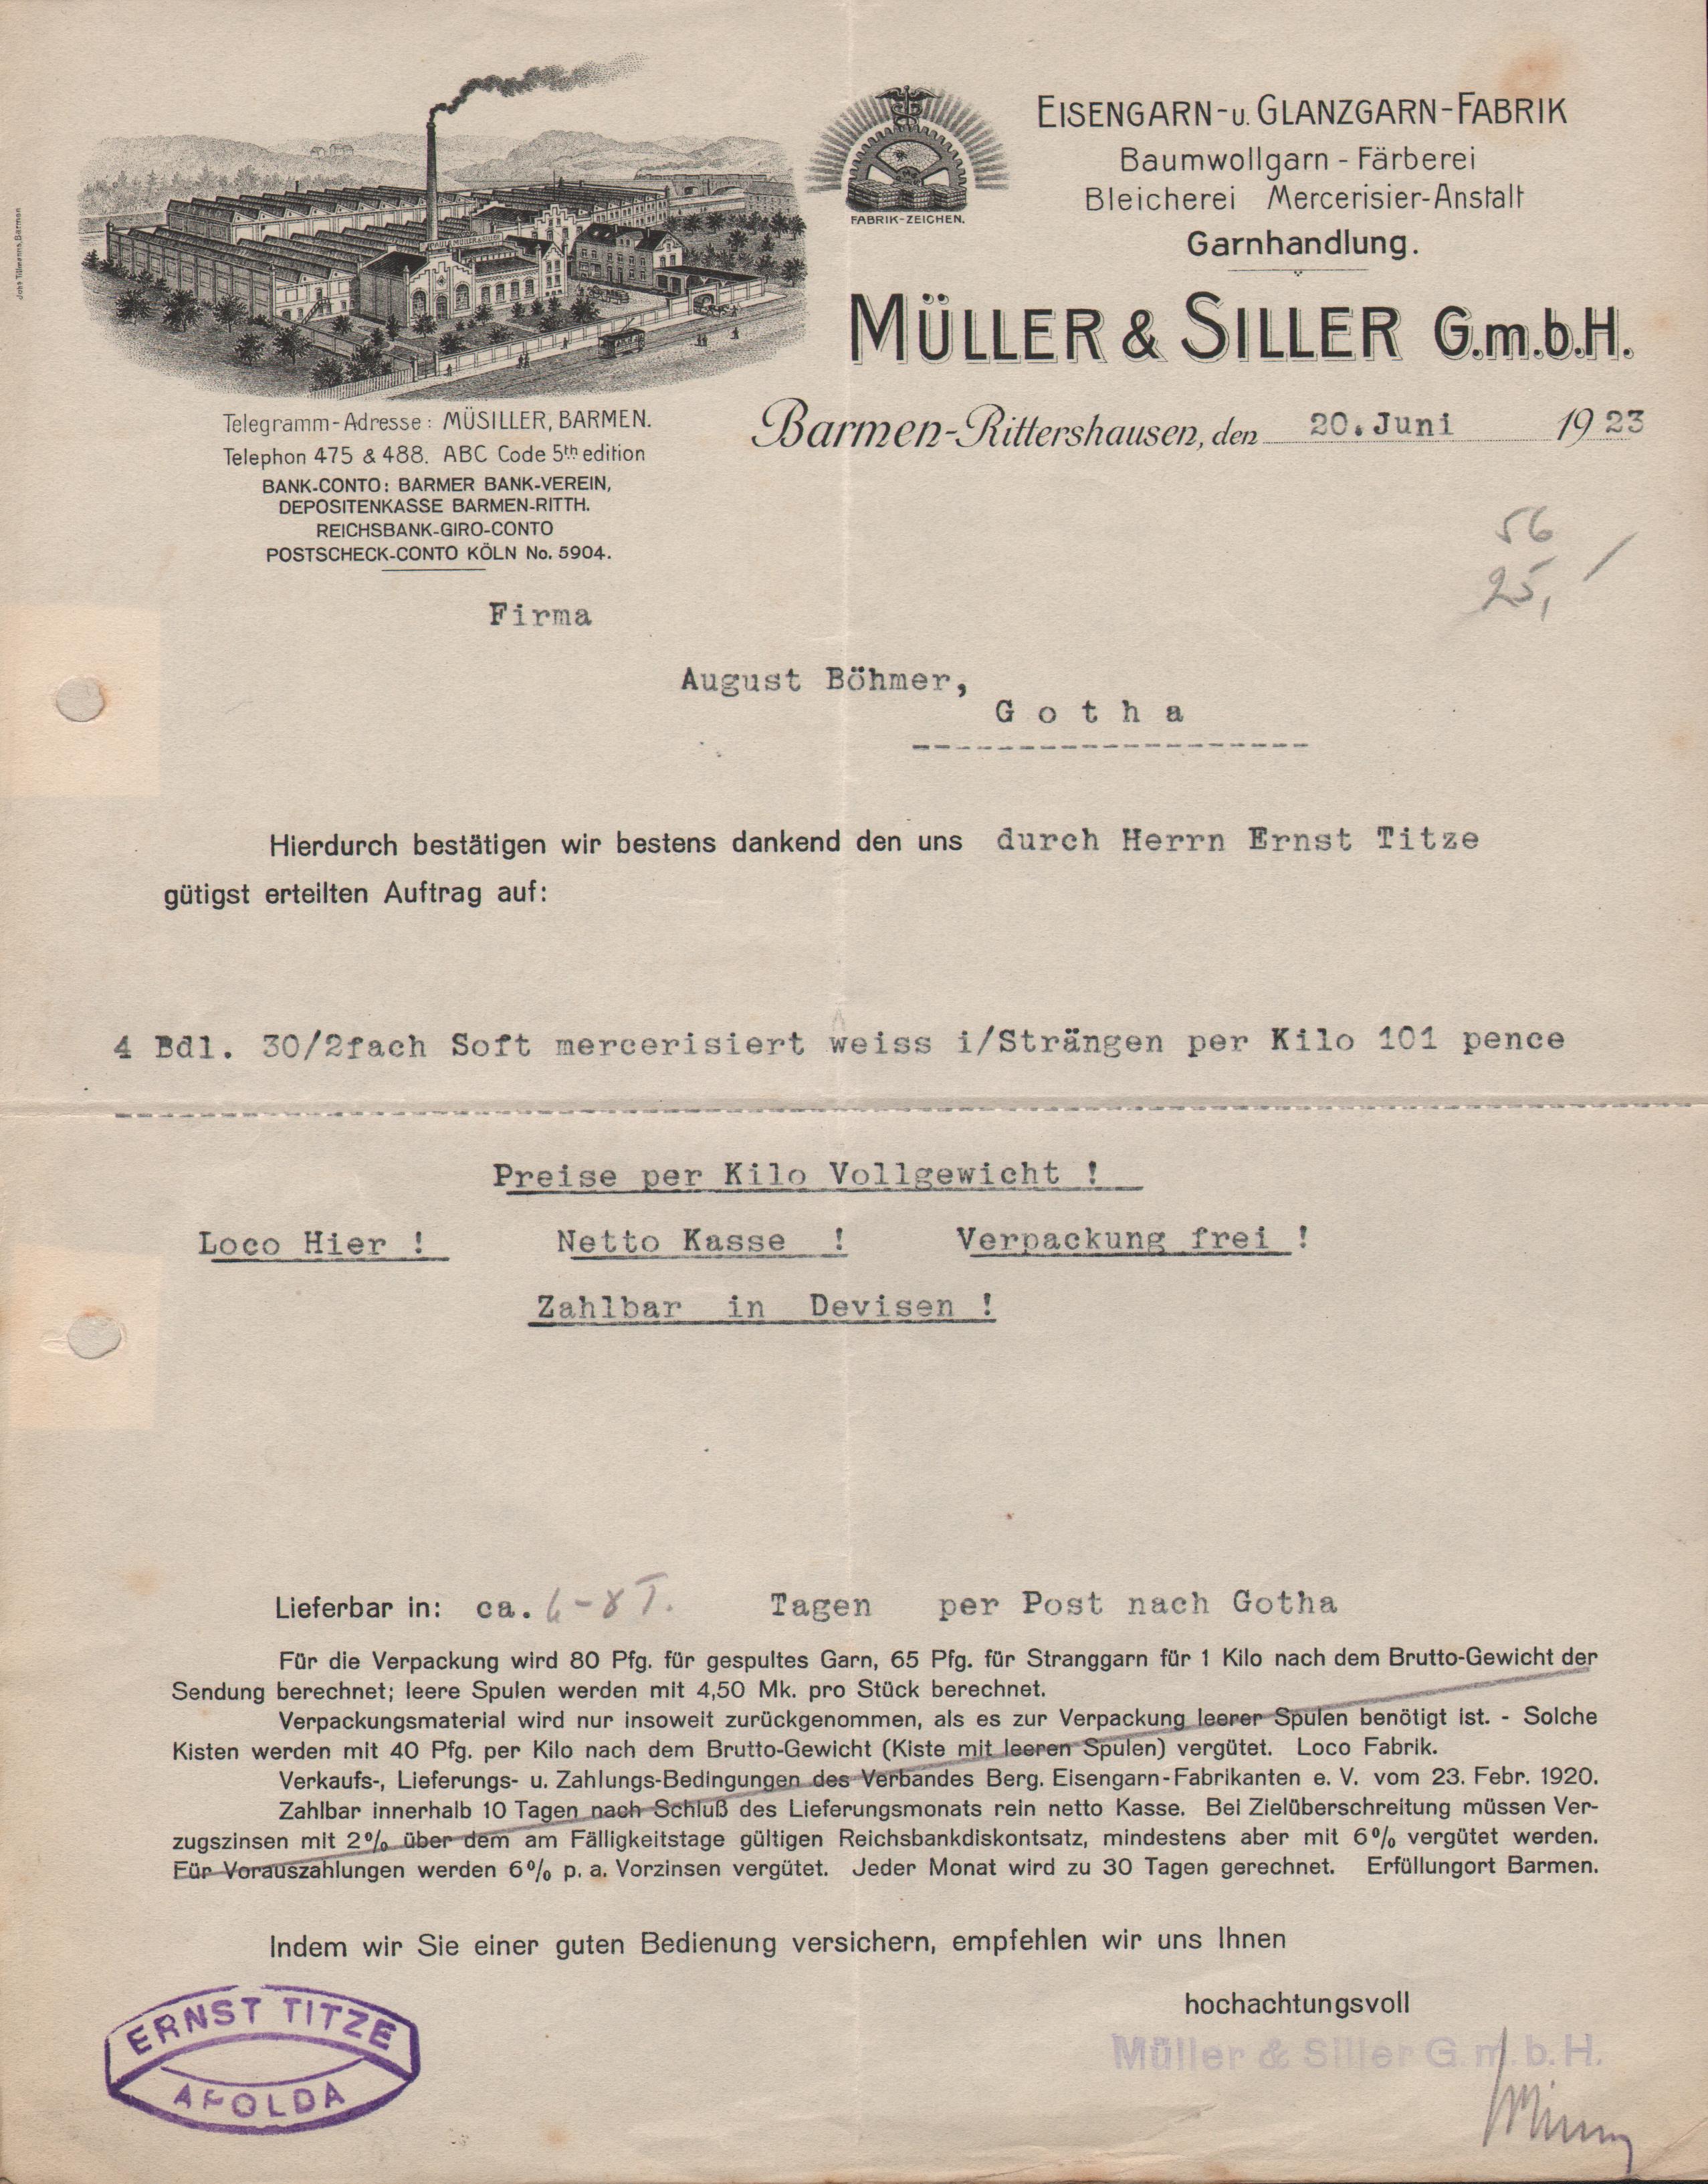 EISENGARN-u. GLANZGARN-FABRIK
Baumwollgarn - Färberei
Bleicherei Mercerisier-Anstalt
Garnhandlung.
FABRIK-ZEICHEN.
MÜLLER & SILLER G.m.b.H.
Telegramm-Adresse: MÜSILLER, BARMEN.
Telephon 475 & 488. ABC Code 5th edition
BANK-CONTO: BARMER BANK-VEREIN,
DEPOSITENKASSE BARMEN-RITTH.
REICHSBANK-GIRO-CONTO
POSTSCHECK-CONTO KÖLN No. 5904.
Barmen-Rittershausen, den 20. Juni 1923
56
25,
Firma
August Böhmer,
Gotha
Hierdurch bestätigen wir bestens dankend den uns durch Herrn Ernst Titze
gütigst erteilten Auftrag auf:
4 Bdl. 30/2fach Soft mercerisiert weiss i/Strängen per Kilo 101 pence
Preise per Kilo Vollgewicht !
Loco Hier ! Netto Kasse ! Verpackung frei !
Zahlbar in Devisen !
Lieferbar in: ca. 6-8 T. Tagen per Post nach Gotha
Für die Verpackung wird 80 Pfg. für gespultes Garn, 65 Pfg. für Stranggarn für 1 Kilo nach dem Brutto-Gewicht der
Sendung berechnet; leere Spulen werden mit 4,50 Mk. pro Stück berechnet.
Verpackungsmaterial wird nur insoweit zurückgenommen, als es zur Verpackung leerer Spulen benötigt ist. - Solche
Kisten werden mit 40 Pfg. per Kilo nach dem Brutto-Gewicht (Kiste mit leeren Spulen) vergütet. Loco Fabrik.
Verkaufs-, Lieferungs- u. Zahlungs-Bedingungen des Verbandes Berg. Eisengarn-Fabrikanten e. V. vom 23. Febr. 1920.
Zahlbar innerhalb 10 Tagen nach Schluß des Lieferungsmonats rein netto Kasse. Bei Zielüberschreitung müssen Ver-
zugszinsen mit 2% über dem am Fälligkeitstage gültigen Reichsbankdiskontsatz, mindestens aber mit 6% vergütet werden.
Für Vorauszahlungen werden 6% p. a. Vorzinsen vergütet. Jeder Monat wird zu 30 Tagen gerechnet. Erfüllungort Barmen.
Indem wir Sie einer guten Bedienung versichern, empfehlen wir uns Ihnen
hochachtungsvoll
Müller & Siller G.m.b.H.
ERNST TITZE
APOLDA